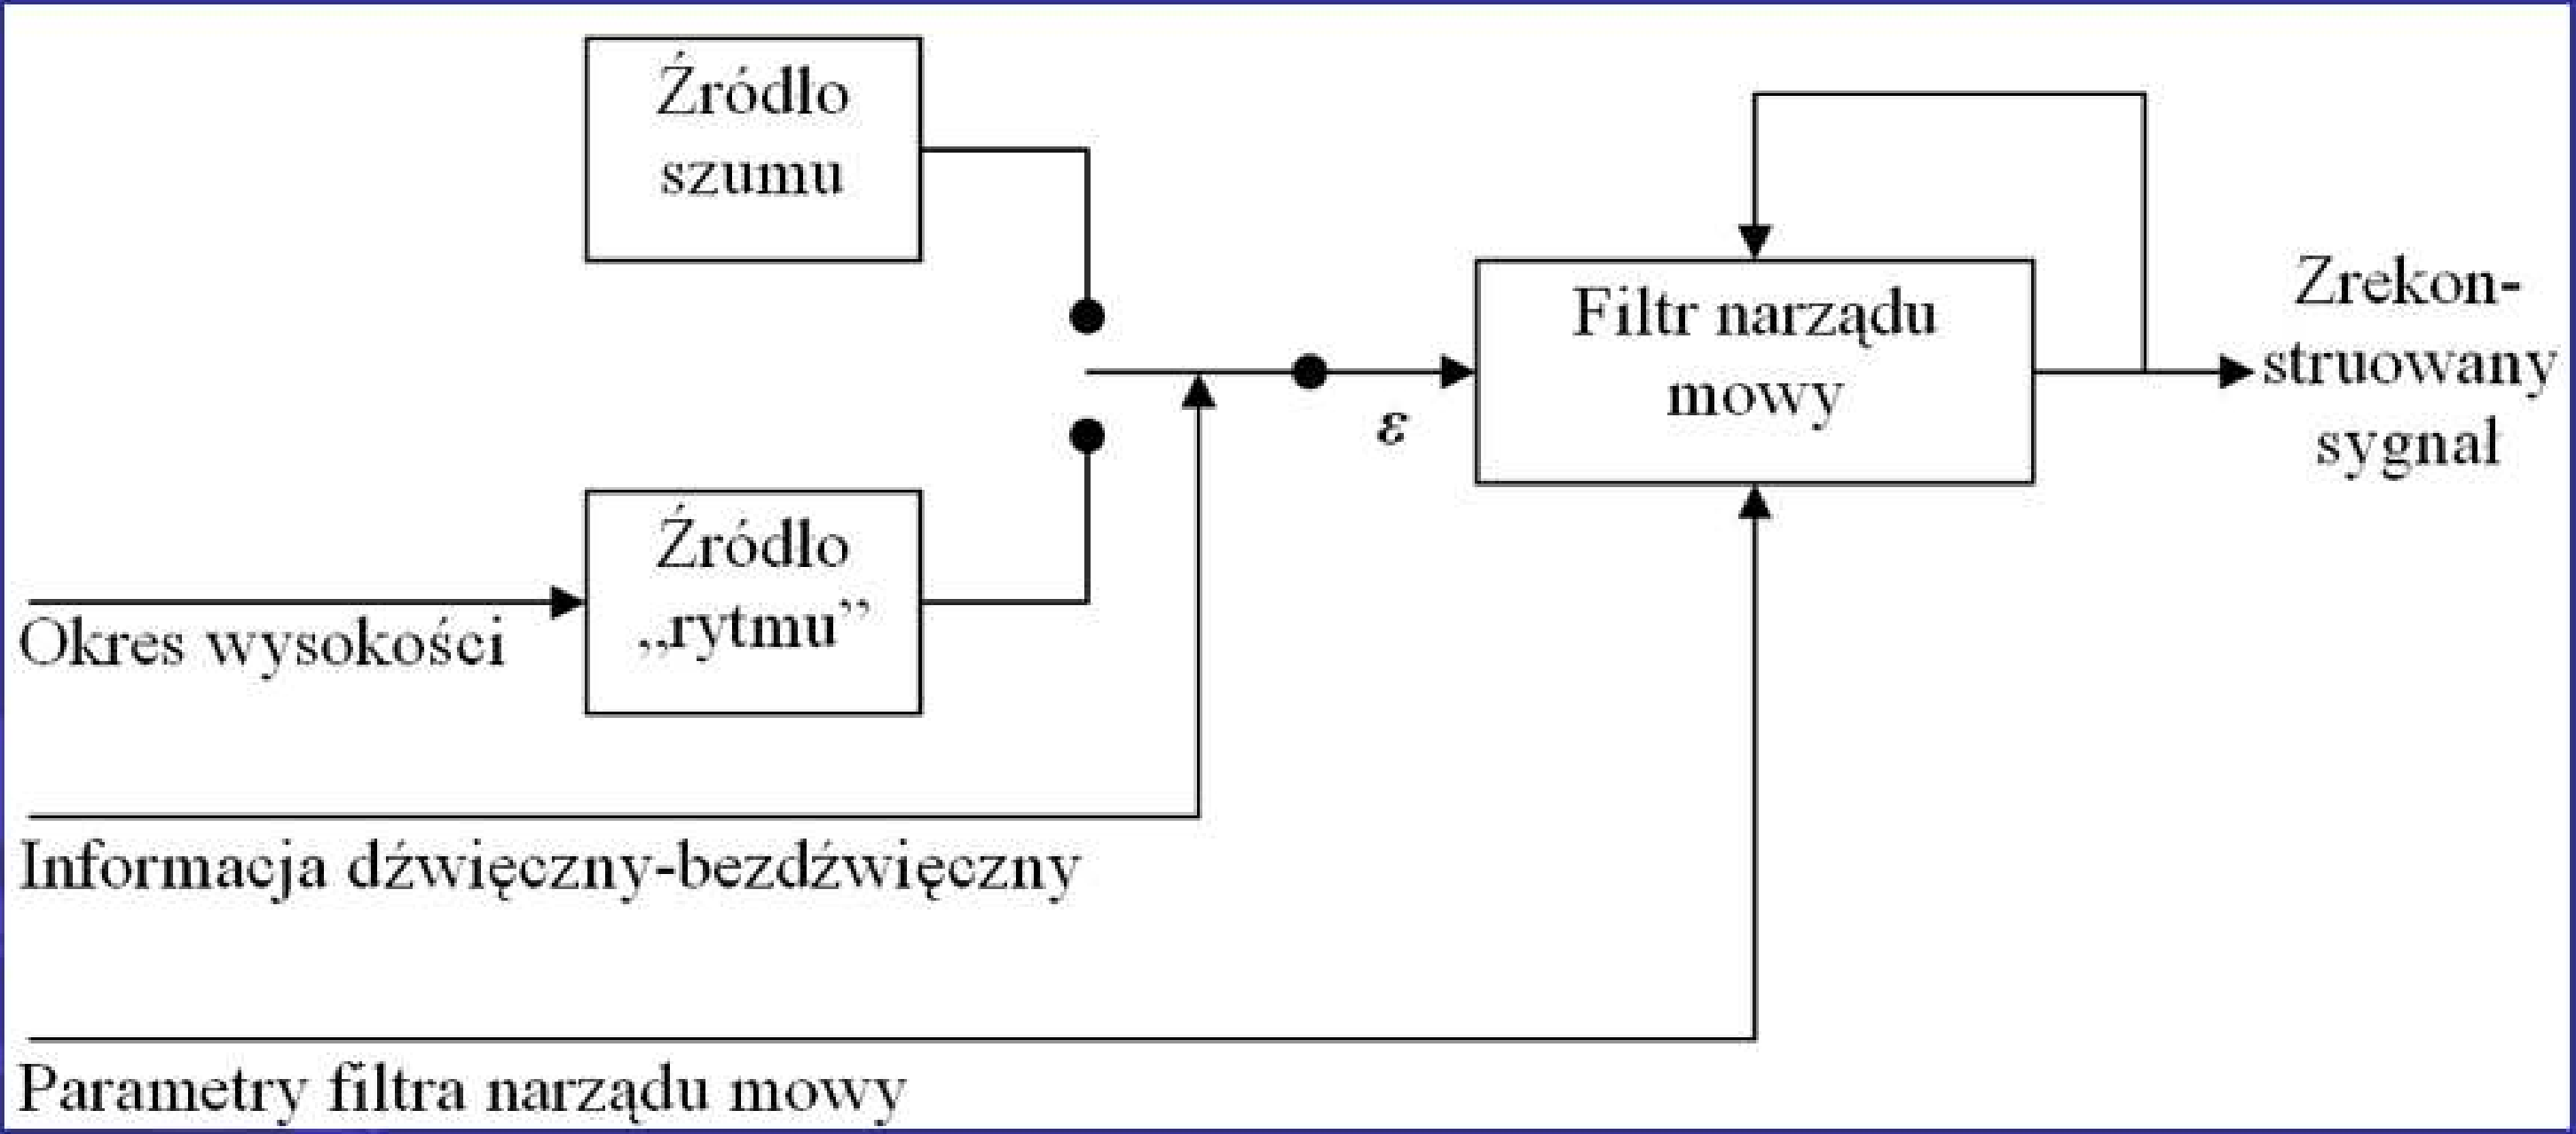 Źródło
szumu
Filtr narządu
mowy
Zrekon-
struowany
sygnał
ε
Źródło
„rytmu”
Okres wysokości
Informacja dźwięczny-bezdźwięczny
Parametry filtra narządu mowy